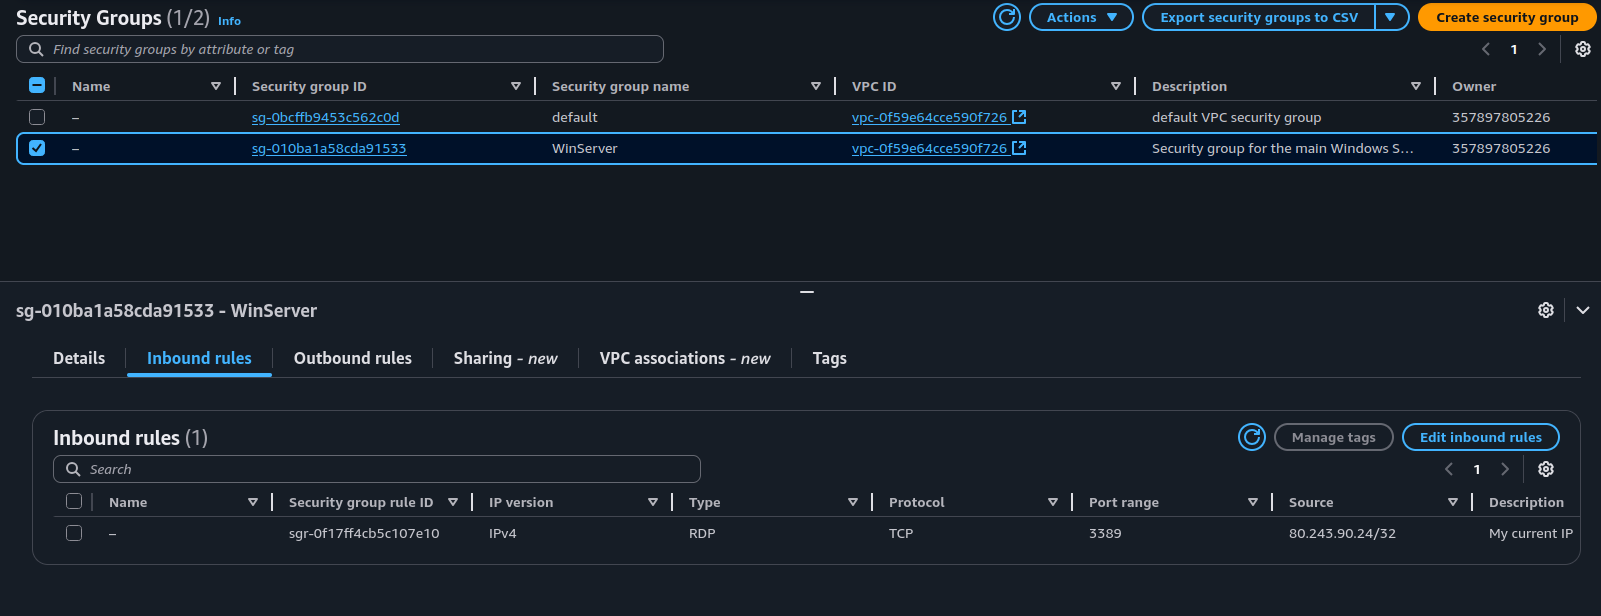 Security Groups (1/2) Info
Actions
Export security groups to CSV
Create security group
Find security groups by attribute or tag
1
Name Security group ID Security group name VPC ID Description Owner
– sg-0bcffb9453c562c0d default vpc-0f59e64cce590f726 default VPC security group 357897805226
– sg-010ba1a58cda91533 WinServer vpc-0f59e64cce590f726 Security group for the main Windows S... 357897805226
sg-010ba1a58cda91533 - WinServer
Details Inbound rules Outbound rules Sharing - new VPC associations - new Tags
Inbound rules (1)
Manage tags
Edit inbound rules
Search
1
Name Security group rule ID IP version Type Protocol Port range Source Description
– sgr-0f17ff4cb5c107e10 IPv4 RDP TCP 3389 80.243.90.24/32 My current IP